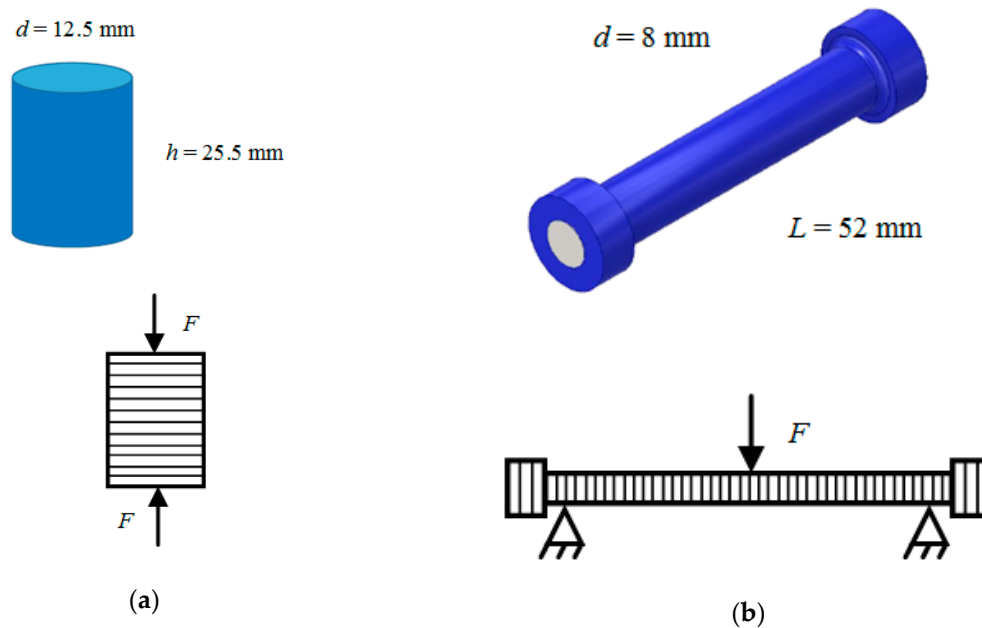 d = 12.5 mm
h = 25.5 mm
F
F
(a)
d = 8 mm
L = 52 mm
F
(b)